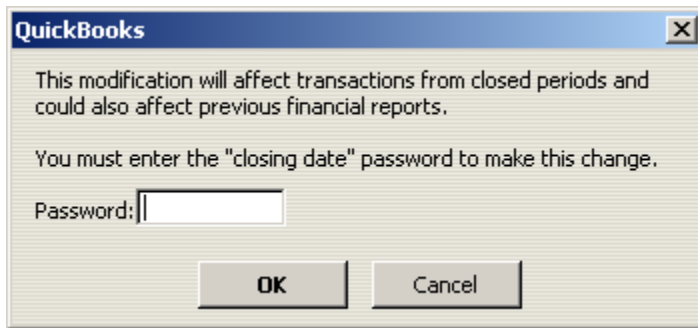 QuickBooks
This modification will affect transactions from closed periods and
could also affect previous financial reports.
You must enter the "closing date" password to make this change.
Password:
OK
Cancel